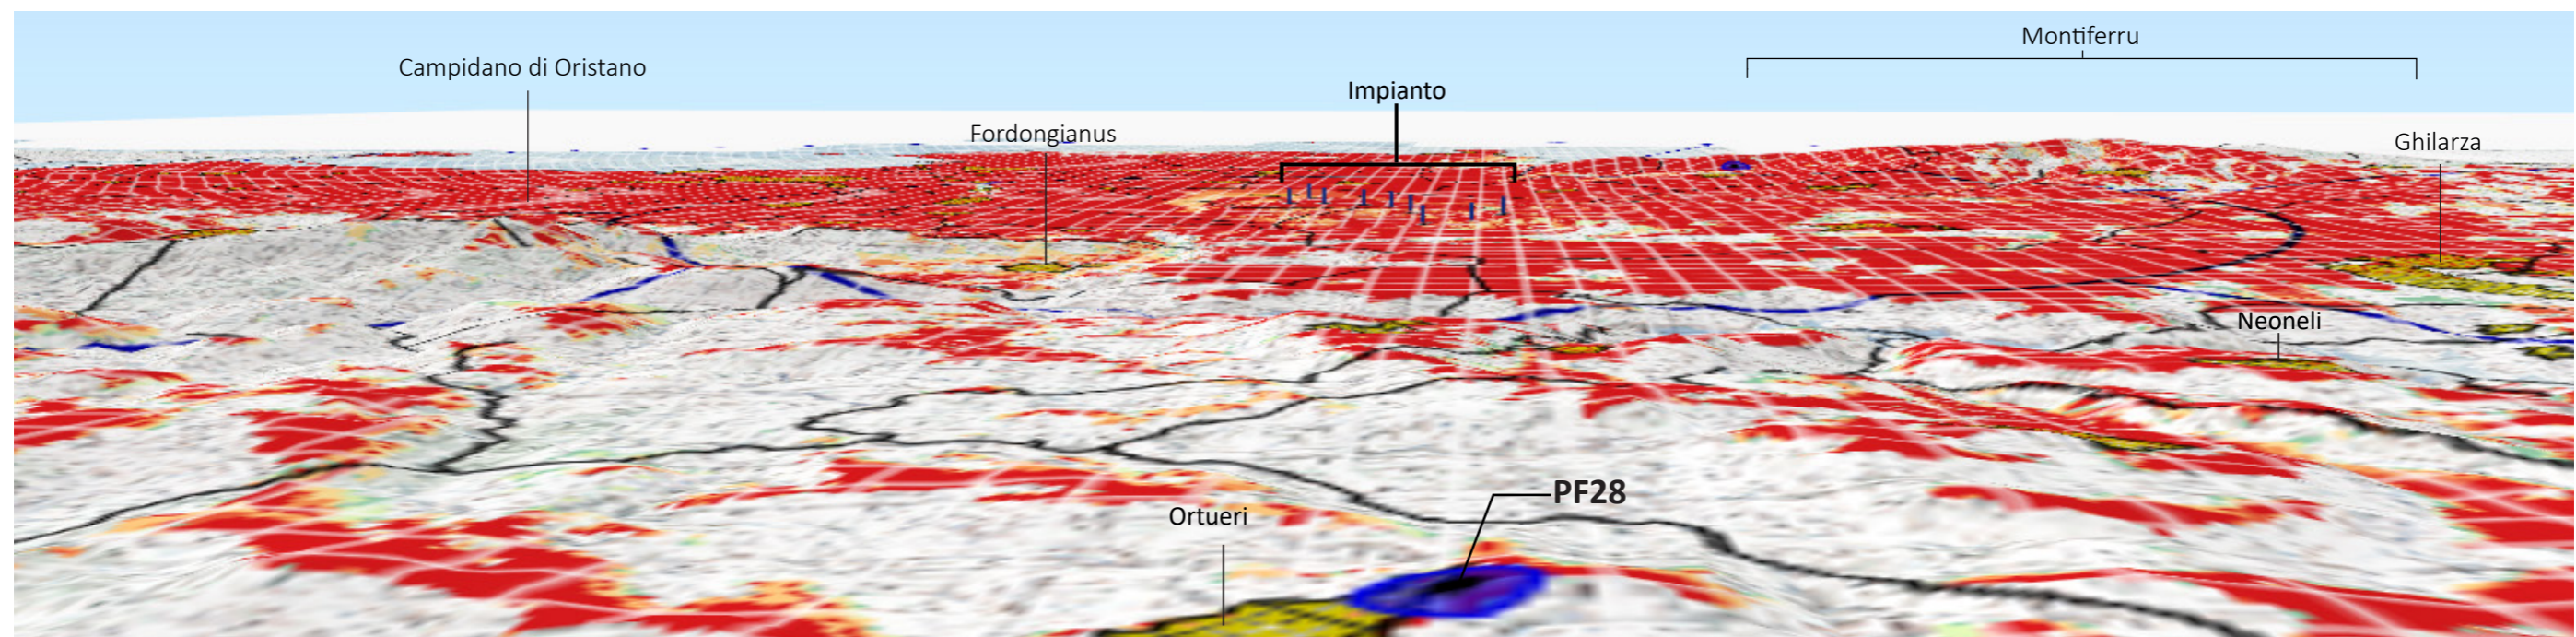 Montiferru
Campidano di Oristano
Impianto
Fordongianus
Ghilarza
Neoneli
PF28
Ortueri